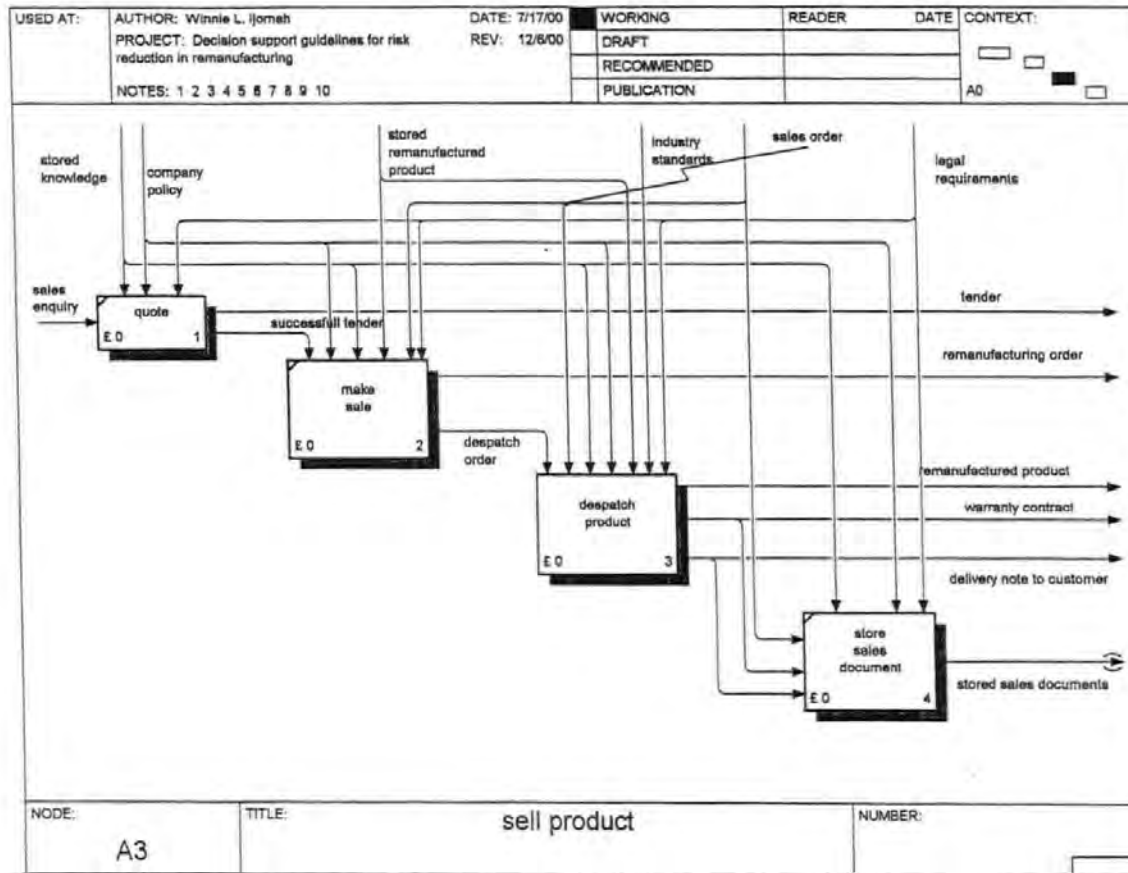 USED AT:
AUTHOR: Winnie L. Ijomah
DATE: 7/17/00
WORKING
READER
DATE
CONTEXT:
PROJECT: Decision support guidelines for risk
REV: 12/6/00
DRAFT
reduction in remanufacturing
RECOMMENDED
NOTES: 1 2 3 4 5 6 7 8 9 10
PUBLICATION
A0
stored
knowledge
company
policy
stored
remanufactured
product
industry
standards
sales order
legal
requirements
sales
enquiry
quote
£ 0 1
tender
successfull tender
remanufacturing order
make
sale
£ 0 2
despatch
order
remanufactured product
despatch
product
£ 0 3
warranty contract
delivery note to customer
store
sales
document
£ 0 4
stored sales documents
NODE:
A3
TITLE:
sell product
NUMBER: